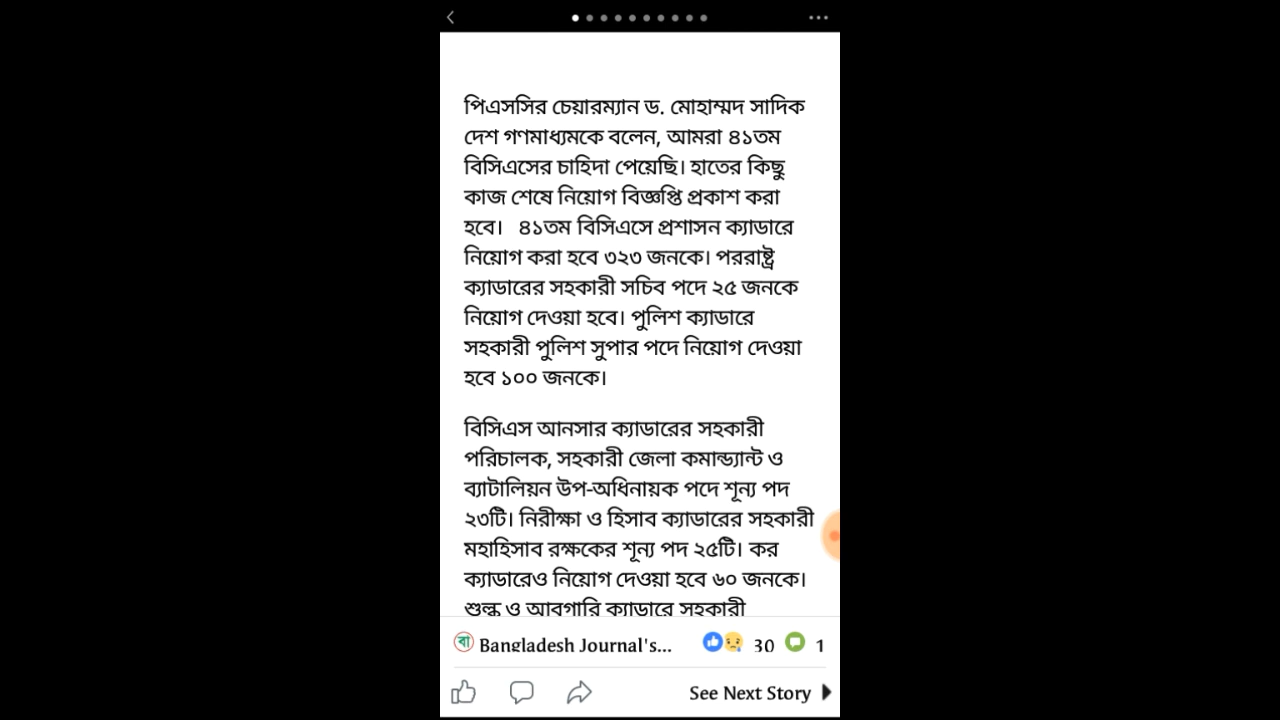 পিএসসির চেয়ারম্যান ড. মোহাম্মদ সাদিক
দেশ গণমাধ্যমকে বলেন, আমরা ৪১তম
বিসিএসের চাহিদা পেয়েছি। হাতের কিছু
কাজ শেষে নিয়োগ বিজ্ঞপ্তি প্রকাশ করা
হবে। ৪১তম বিসিএসে প্রশাসন ক্যাডারে
নিয়োগ করা হবে ৩২৩ জনকে। পররাষ্ট্র
ক্যাডারের সহকারী সচিব পদে ২৫ জনকে
নিয়োগ দেওয়া হবে। পুলিশ ক্যাডারে
সহকারী পুলিশ সুপার পদে নিয়োগ দেওয়া
হবে ১০০ জনকে।
বিসিএস আনসার ক্যাডারের সহকারী
পরিচালক, সহকারী জেলা কমান্ড্যান্ট ও
ব্যাটালিয়ন উপ-অধিনায়ক পদে শূন্য পদ
২৩টি। নিরীক্ষা ও হিসাব ক্যাডারের সহকারী
মহাহিসাব রক্ষকের শূন্য পদ ২৫টি। কর
ক্যাডারেও নিয়োগ দেওয়া হবে ৬০ জনকে।
শুল্ক ও আবগারি ক্যাডারে সহকারী
বা Bangladesh Journal's... 30 1
See Next Story